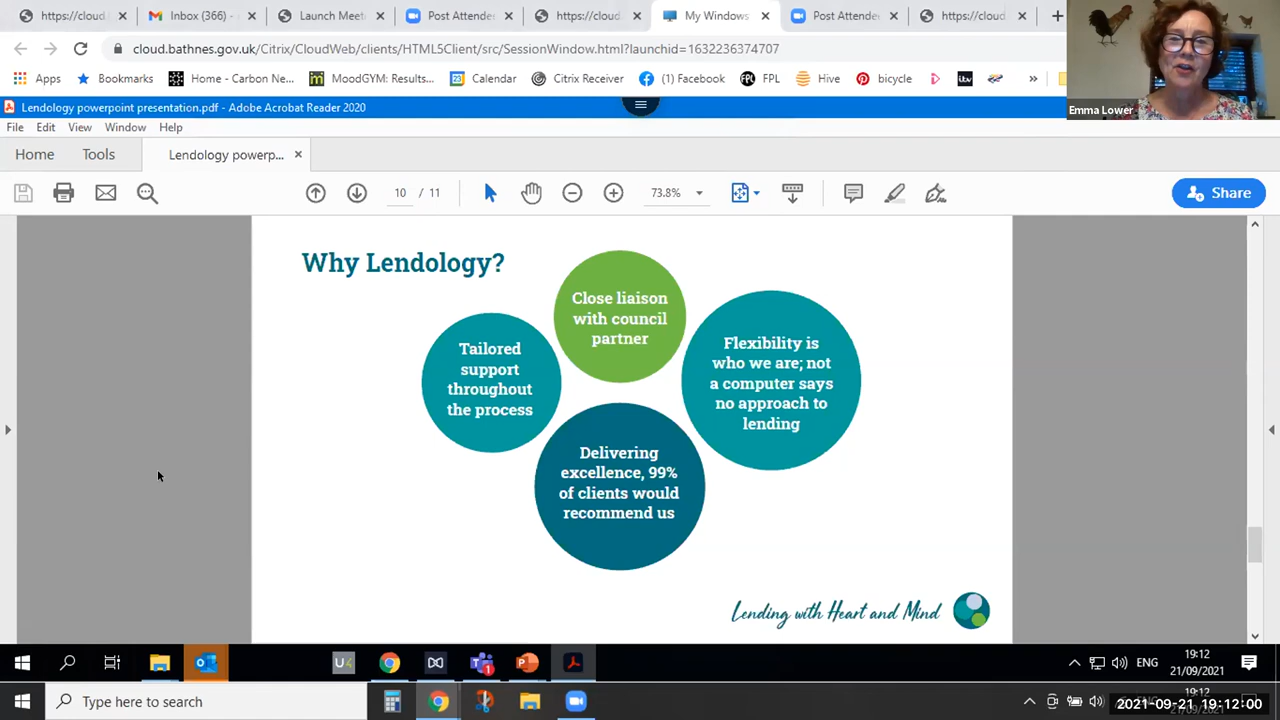 https://cloud
Inbox (366) -
Launch Meet
Post Attende
https://cloud
My Windows
Post Attende
https://cloud
cloud.bathnes.gov.uk/Citrix/CloudWeb/clients/HTML5Client/src/SessionWindow.html?launchid=1632236374707
Apps
Bookmarks
Home - Carbon Ne...
MoodGYM: Results...
Calendar
Citrix Receiver
(1) Facebook
FPL
Hive
bicycle
itv
»
Emma Lower
Lendology powerpoint presentation.pdf - Adobe Acrobat Reader 2020
File Edit View Window Help
Home Tools Lendology powerp...
10 / 11
73.8%
Share
Why Lendology?
Close liaison
with council
partner
Tailored
support
throughout
the process
Flexibility is
who we are; not
a computer says
no approach to
lending
Delivering
excellence, 99%
of clients would
recommend us
Lending with Heart and Mind
U4
ENG
19:12
21/09/2021
Type here to search
19:12
2021-09-21 19:12:00